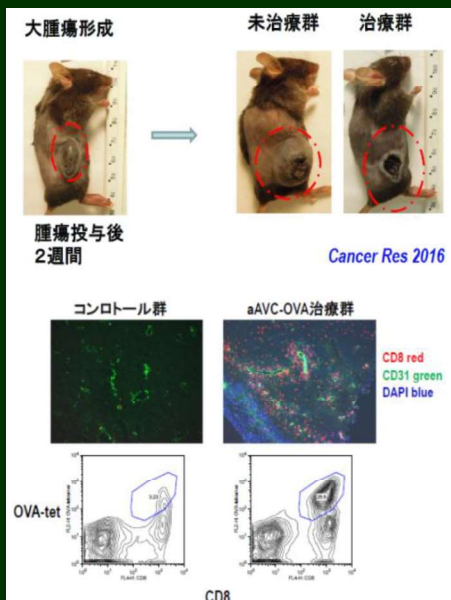 大腫瘍形成
未治療群
治療群
腫瘍投与後
2週間
Cancer Res 2016
コンロトール群
aAVC-OVA治療群
CD8 red
CD31 green
DAPI blue
OVA-tet
CD8